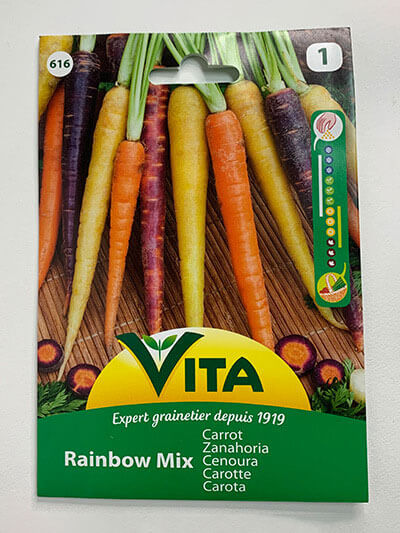 616
1
VITA
Expert grainetier depuis 1919
Rainbow Mix
Carrot
Zanahoria
Cenoura
Carotte
Carota